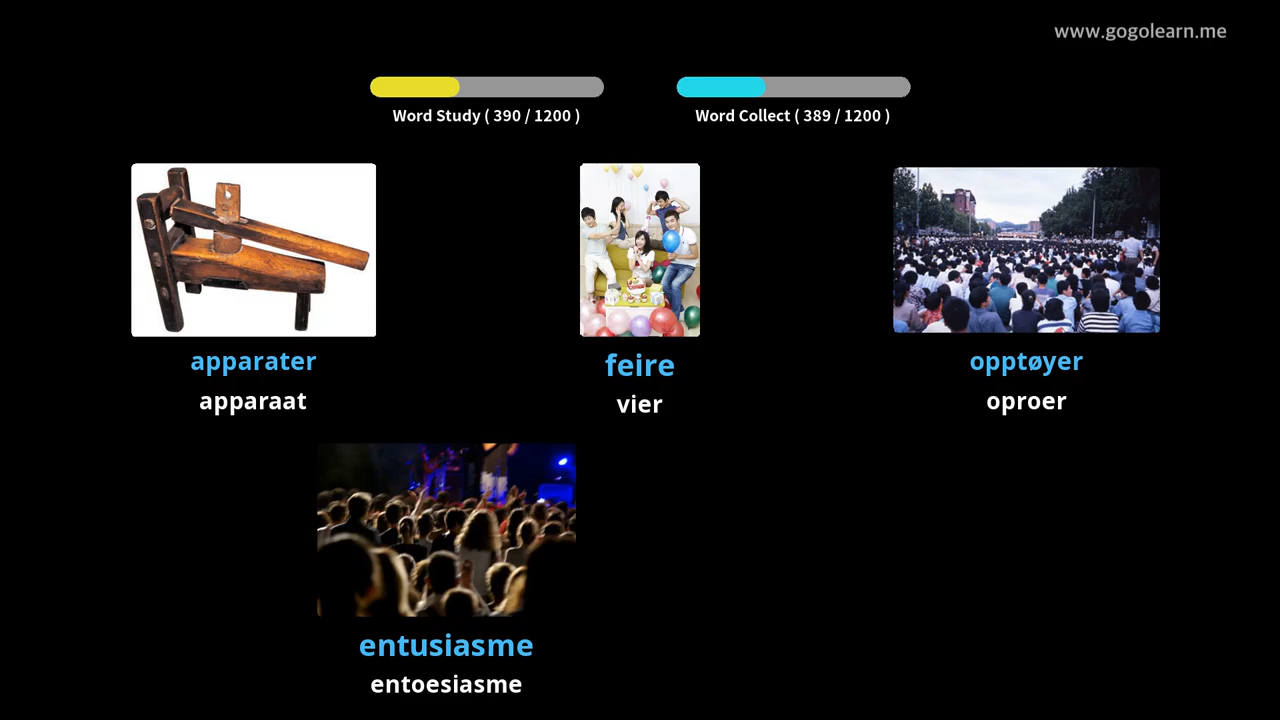 www.gogolearn.me
Word Study ( 390 / 1200 )
Word Collect ( 389 / 1200 )
apparater
apparaat
feire
vier
opptøyer
oproer
entusiasme
entoesiasme